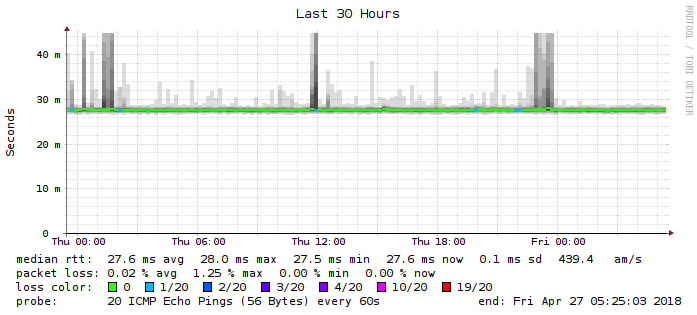 Last 30 Hours
RRDTOOL / TOBI OETIKER
Seconds
40 m
30 m
20 m
10 m
0
Thu 00:00 Thu 06:00 Thu 12:00 Thu 18:00 Fri 00:00
median rtt: 27.6 ms avg 28.0 ms max 27.5 ms min 27.6 ms now 0.1 ms sd 439.4 am/s
packet loss: 0.02 % avg 1.25 % max 0.00 % min 0.00 % now
loss color: 0 1/20 2/20 3/20 4/20 10/20 19/20
probe: 20 ICMP Echo Pings (56 Bytes) every 60s end: Fri Apr 27 05:25:03 2018